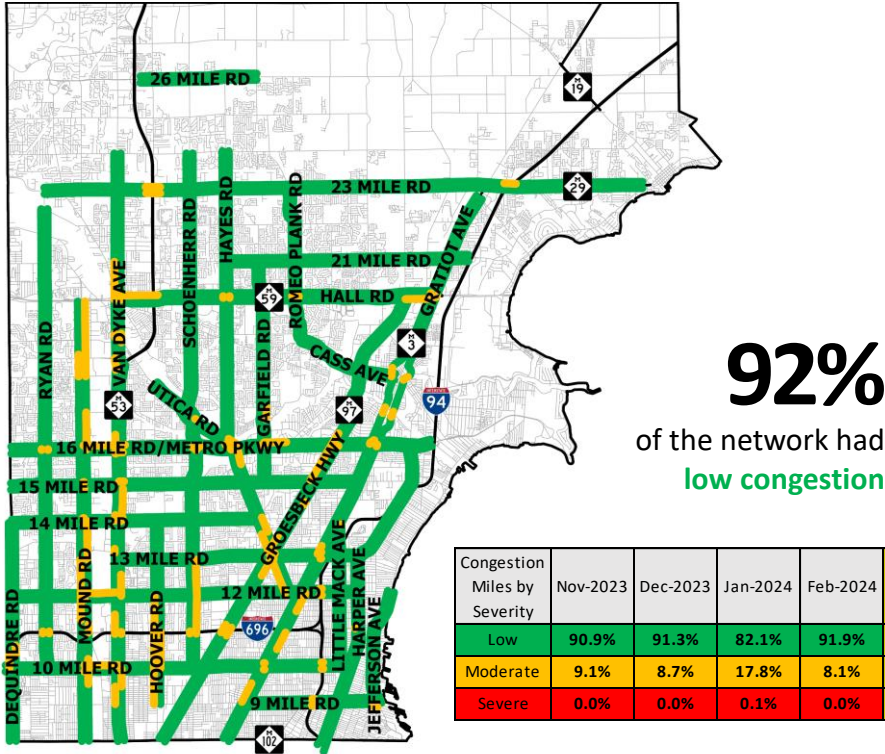 26 MILE RD
M
19
23 MILE RD
M
29
ROMEO PLANK RD
HAYES RD
SCHOENHERR RD
GRATIOT AVE
21 MILE RD
VAN DYKE AVE
M
59
HALL RD
RYAN RD
GARFIELD RD
M
3
CASS AVE
UTICA RD
M
53
M
97
INTERSTATE
94
16 MILE RD/METRO PKWY
15 MILE RD
14 MILE RD
GROESBECK HWY
13 MILE RD
MOUND RD
12 MILE RD
HOOVER RD
DEQUINDRE RD
INTERSTATE
696
LITTLE MACK AVE
HARPER AVE
JEFFERSON AVE
10 MILE RD
9 MILE RD
M
102
92%
of the network had
low congestion
Congestion
Miles by
Severity
Nov-2023 Dec-2023 Jan-2024 Feb-2024
Low 90.9% 91.3% 82.1% 91.9%
Moderate 9.1% 8.7% 17.8% 8.1%
Severe 0.0% 0.0% 0.1% 0.0%